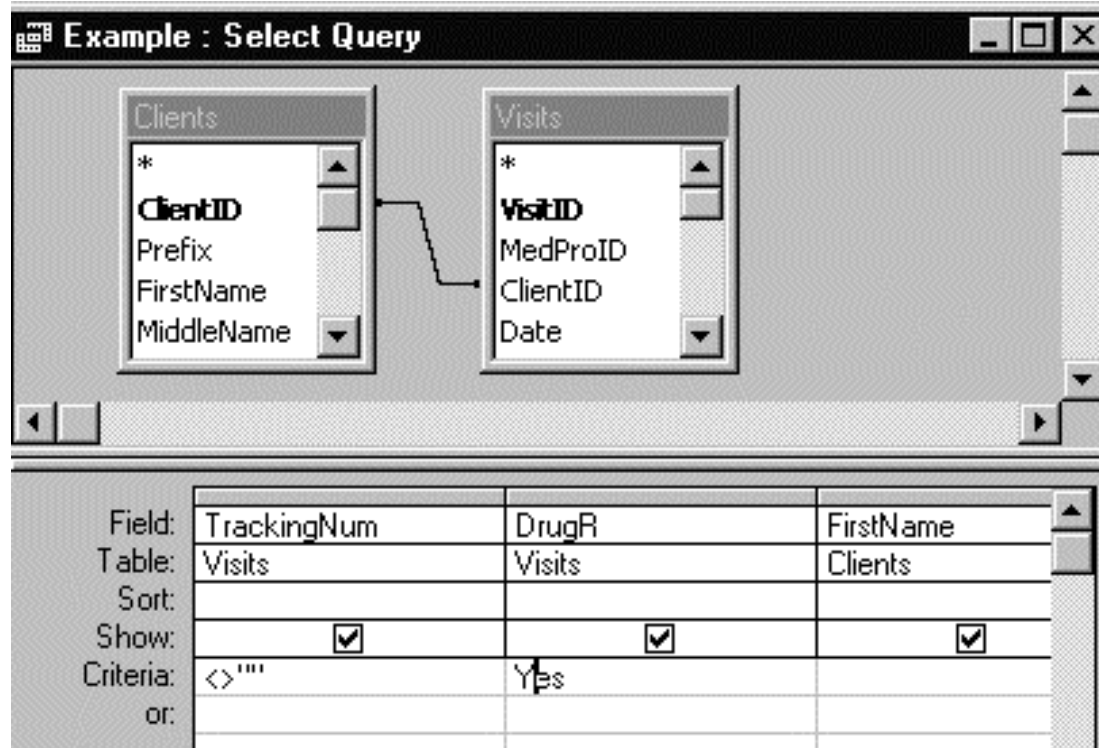 Example : Select Query
Clients
*
ClientID
Prefix
FirstName
MiddleName
Visits
*
VisitID
MedProID
ClientID
Date
Field: TrackingNum DrugR FirstName
Table: Visits Visits Clients
Sort:
Show:
Criteria: <>"" Yes
or: